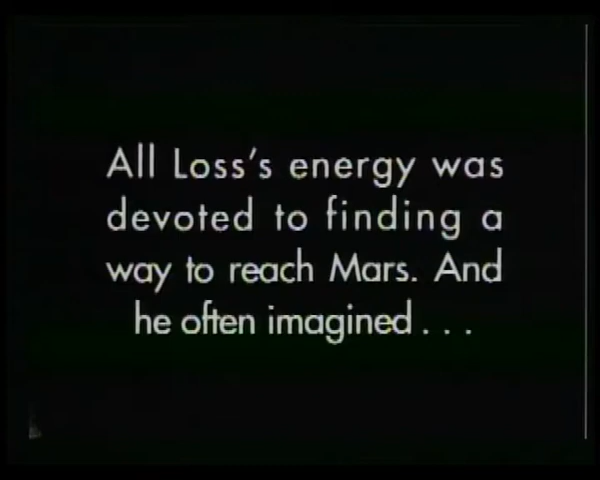 All Loss's energy was
devoted to finding a
way to reach Mars. And
he often imagined . . .